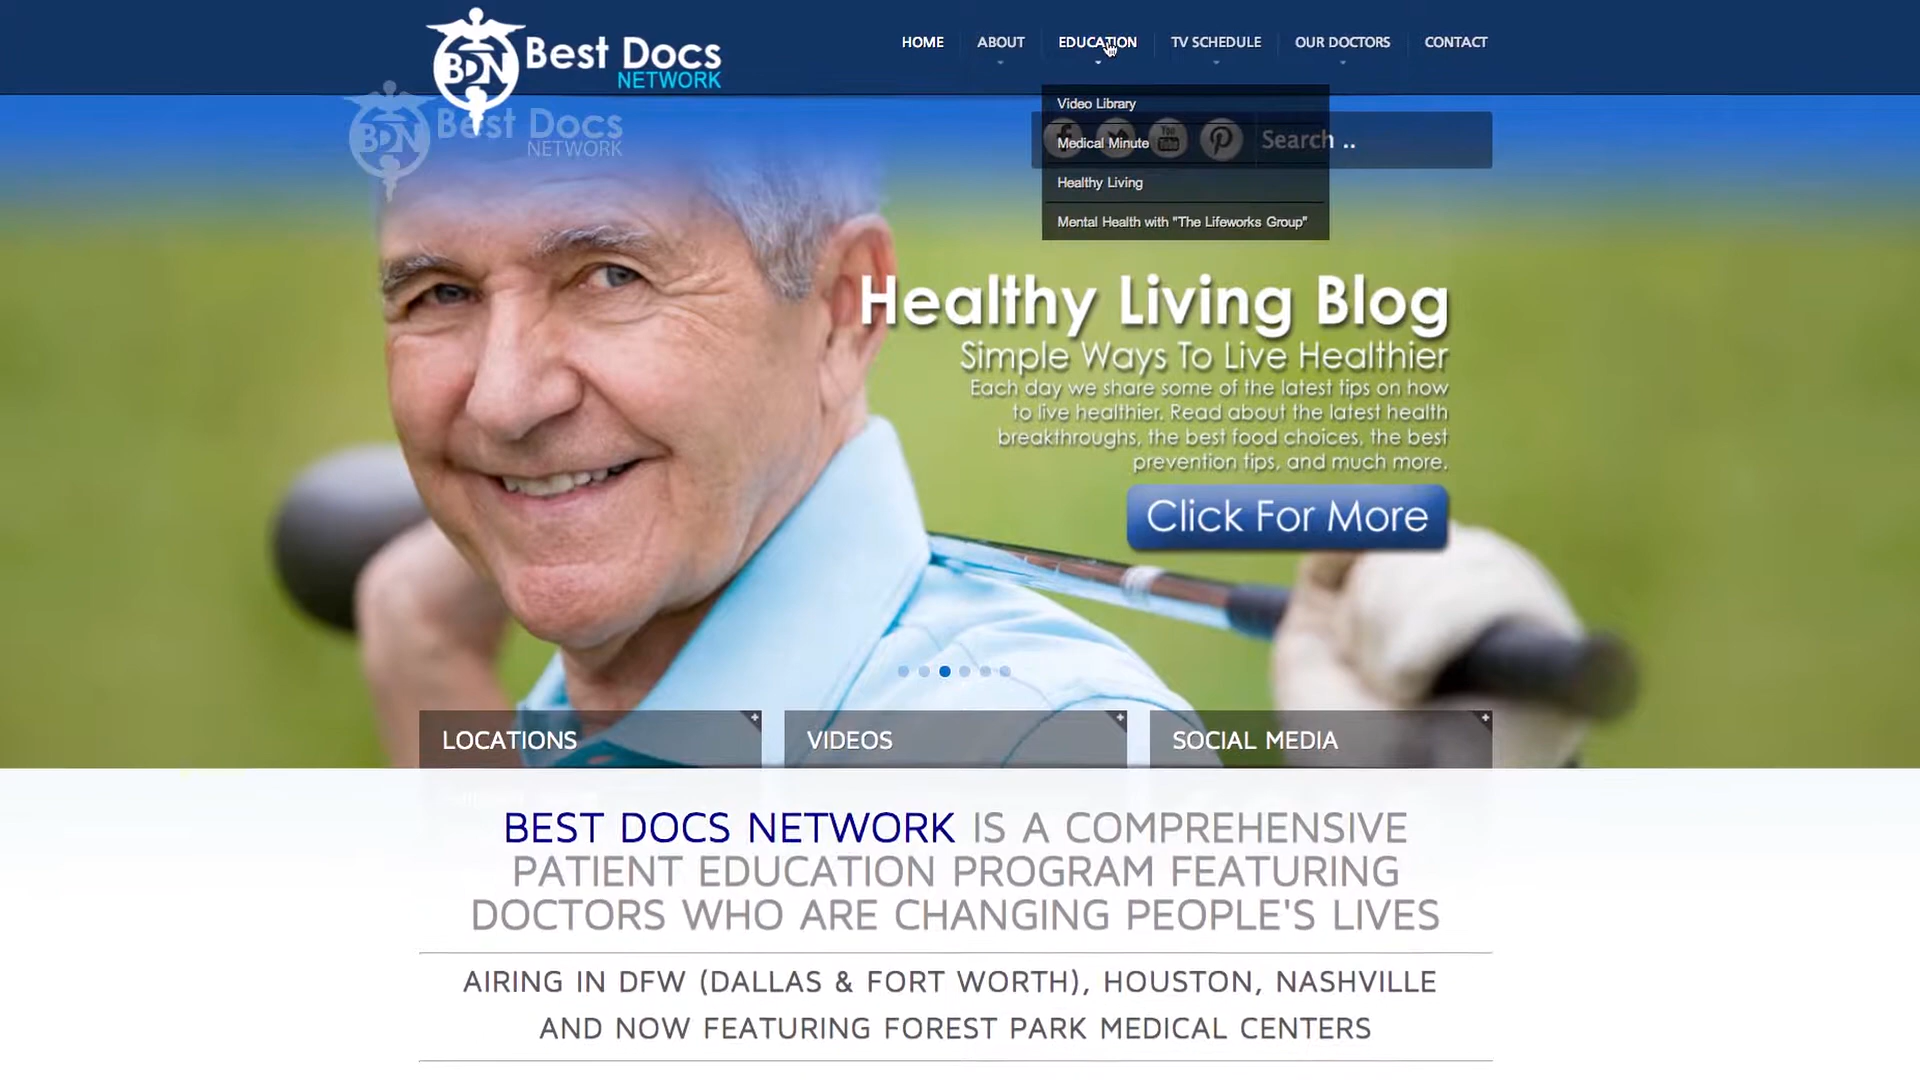 BDN Best Docs
NETWORK
HOME
ABOUT
EDUCATION
TV SCHEDULE
OUR DOCTORS
CONTACT
BDN Best Docs
NETWORK
Video Library
Medical Minute
Healthy Living
Mental Health with "The Lifeworks Group"
You
Tube
Search ..
Healthy Living Blog
Simple Ways To Live Healthier
Each day we share some of the latest tips on how
to live healthier. Read about the latest health
breakthroughs, the best food choices, the best
prevention tips, and much more.
Click For More
LOCATIONS
VIDEOS
SOCIAL MEDIA
BEST DOCS NETWORK IS A COMPREHENSIVE
PATIENT EDUCATION PROGRAM FEATURING
DOCTORS WHO ARE CHANGING PEOPLE'S LIVES
AIRING IN DFW (DALLAS & FORT WORTH), HOUSTON, NASHVILLE
AND NOW FEATURING FOREST PARK MEDICAL CENTERS